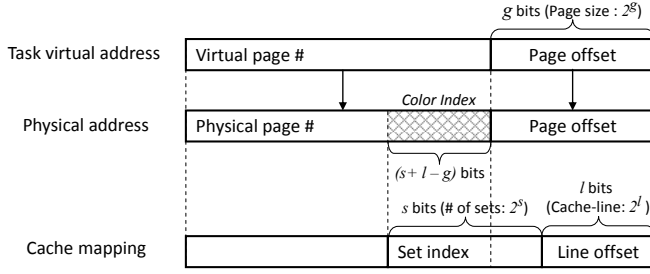 g bits (Page size : 2^g)
Task virtual address
Virtual page #
Page offset
Color Index
Physical address
Physical page #
Page offset
(s+ l – g) bits
l bits
s bits (# of sets: 2^s)
(Cache-line: 2^l)
Cache mapping
Set index
Line offset